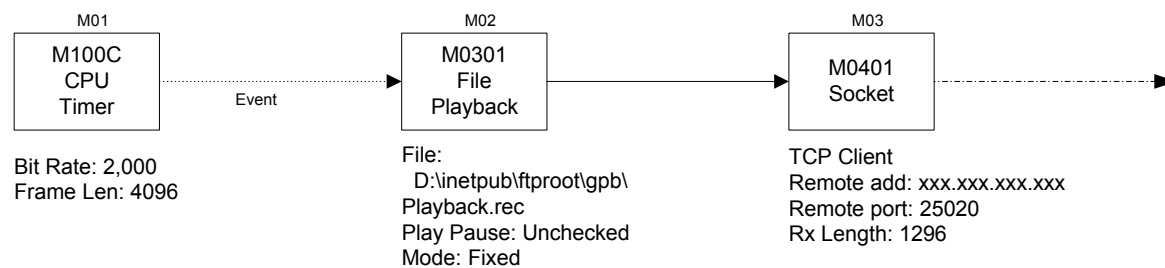 M01
M02
M03
M100C
CPU
Timer
Event
M0301
File
Playback
M0401
Socket
Bit Rate: 2,000
Frame Len: 4096
File:
D:\inetpub\ftproot\gpb\
Playback.rec
Play Pause: Unchecked
Mode: Fixed
TCP Client
Remote add: xxx.xxx.xxx.xxx
Remote port: 25020
Rx Length: 1296